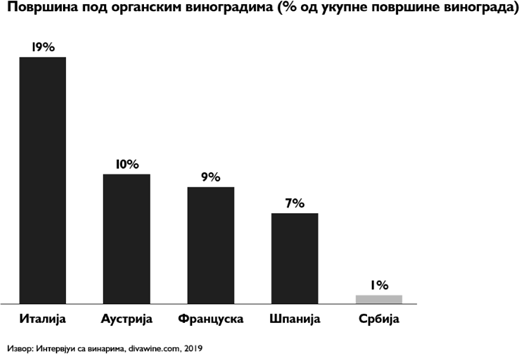 Површина под органским виноградима (% од укупне површине винограда)
19%
10%
9%
7%
1%
Италија
Аустрија
Француска
Шпанија
Србија
Извор: Интервјуи са винарима, divawine.com, 2019